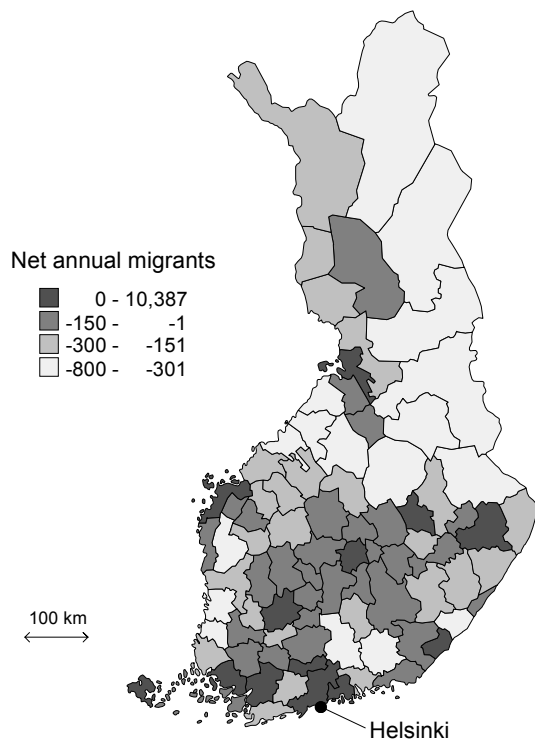 Net annual migrants
0 - 10,387
-150 - -1
-300 - -151
-800 - -301
100 km
Helsinki